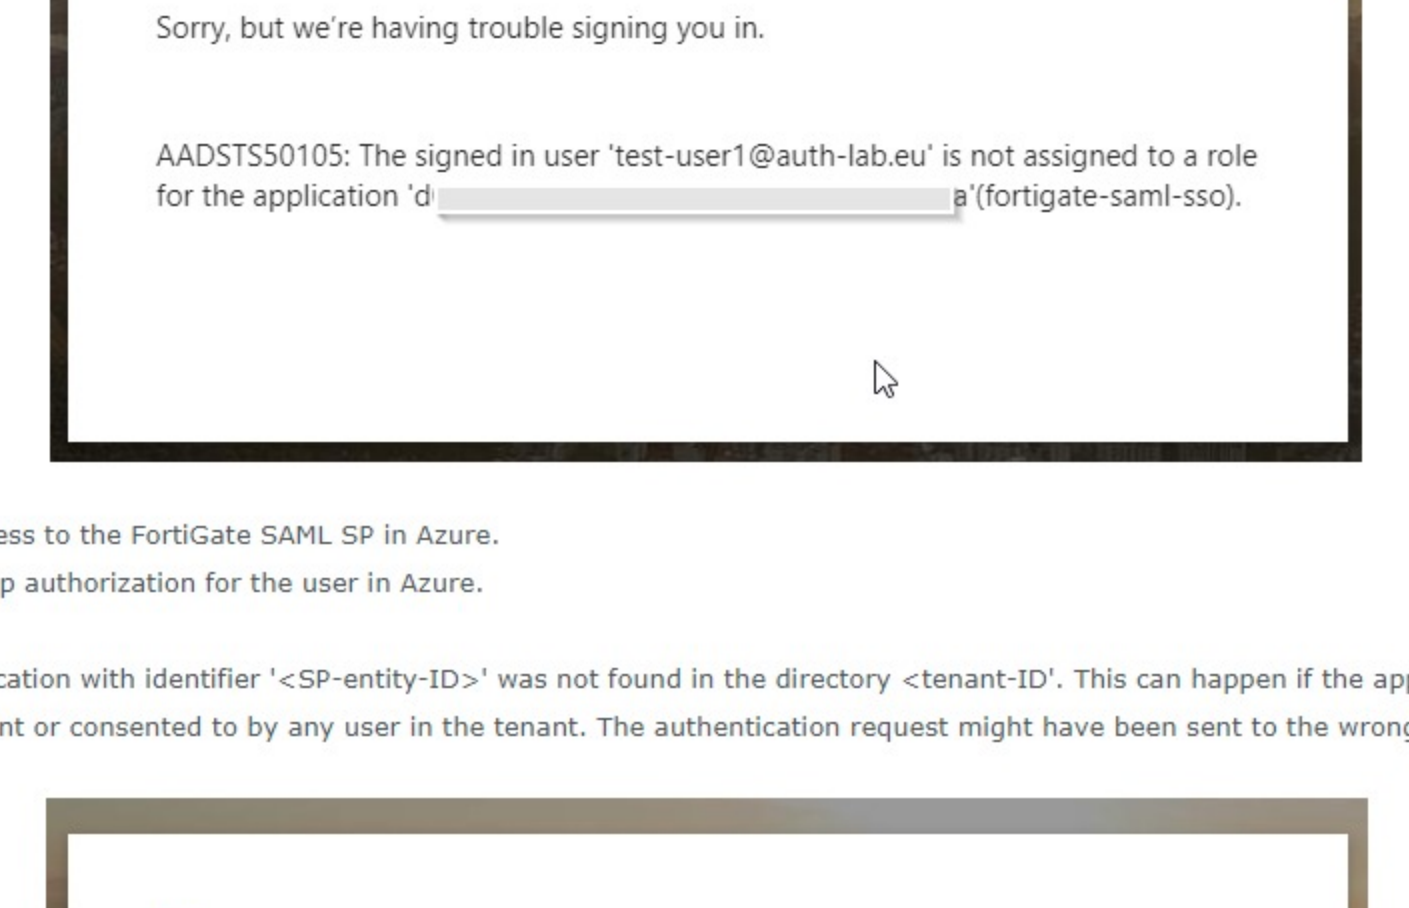 Sorry, but we're having trouble signing you in.
AADSTS50105: The signed in user 'test-user1@auth-lab.eu' is not assigned to a role
for the application 'd a'(fortigate-saml-sso).
ess to the FortiGate SAML SP in Azure.
p authorization for the user in Azure.
cation with identifier '<SP-entity-ID>' was not found in the directory <tenant-ID'. This can happen if the app
nt or consented to by any user in the tenant. The authentication request might have been sent to the wrong